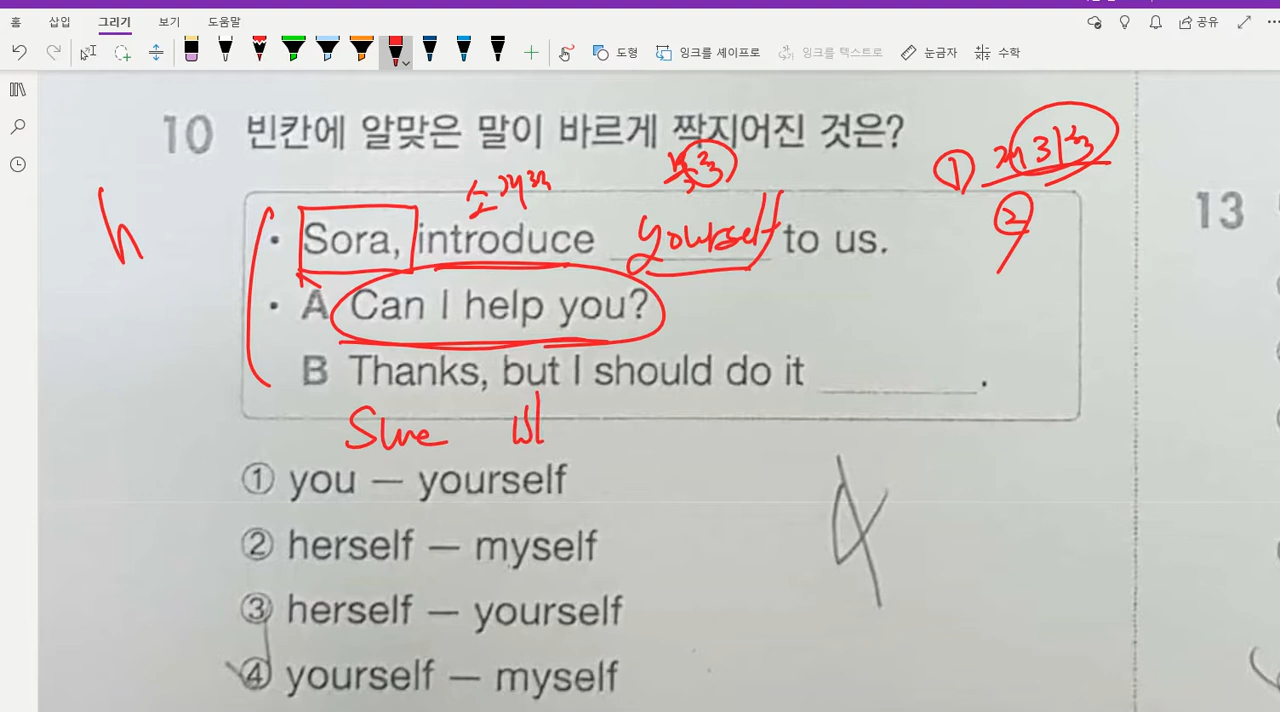 홈 삽입 그리기 보기 도움말
공유
도형 잉크를 셰이프로 잉크를 텍스트로 눈금자 수학
10 빈칸에 알맞은 말이 바르게 짝지어진 것은?
① 재귀
②
소개해
• Sora, introduce yourself to us.
• A Can I help you?
B Thanks, but I should do it ________.
Sure
① you – yourself
② herself – myself
③ herself – yourself
④ yourself – myself
13